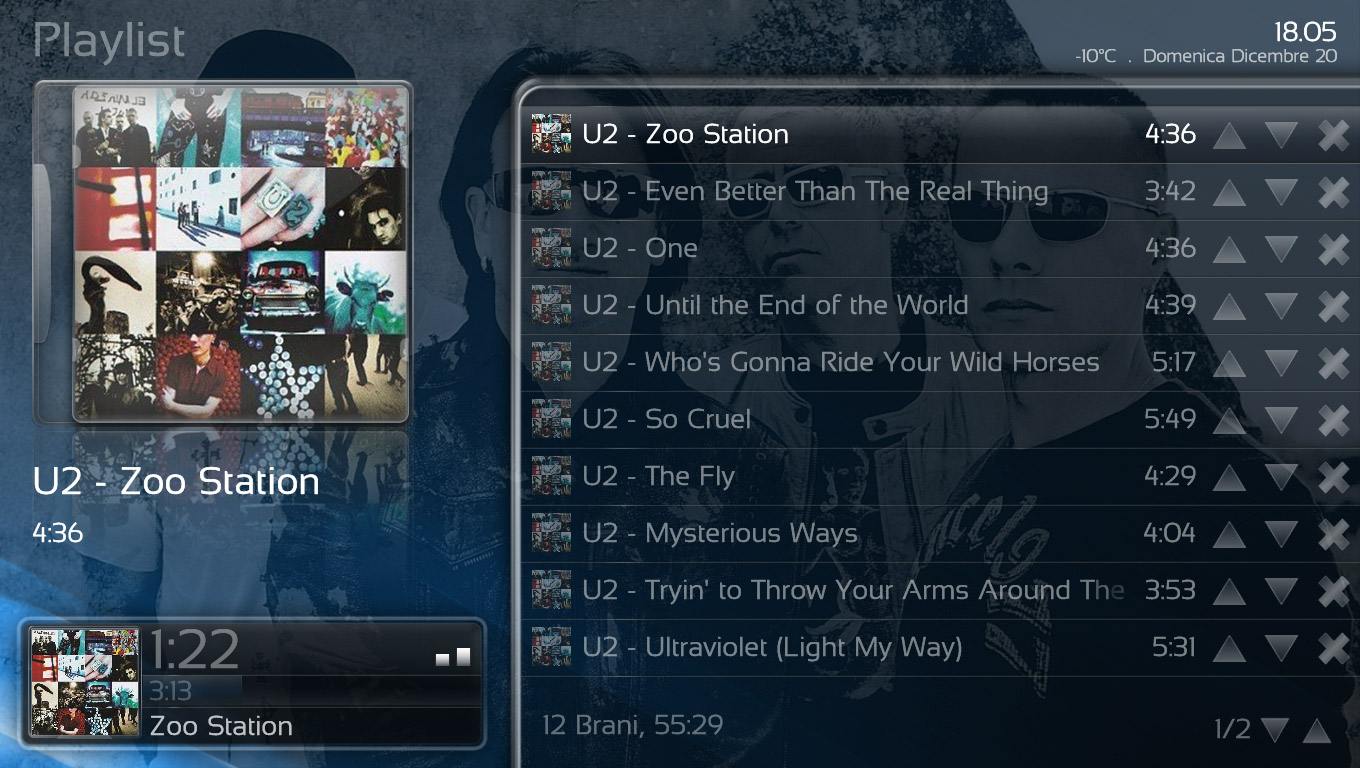 Playlist
18.05
-10°C . Domenica Dicembre 20
U2 - Zoo Station 4:36
U2 - Even Better Than The Real Thing 3:42
U2 - One 4:36
U2 - Until the End of the World 4:39
U2 - Who's Gonna Ride Your Wild Horses 5:17
U2 - So Cruel 5:49
U2 - The Fly 4:29
U2 - Mysterious Ways 4:04
U2 - Tryin' to Throw Your Arms Around The 3:53
U2 - Ultraviolet (Light My Way) 5:31
12 Brani, 55:29
1/2
U2 - Zoo Station
4:36
1:22
3:13
Zoo Station